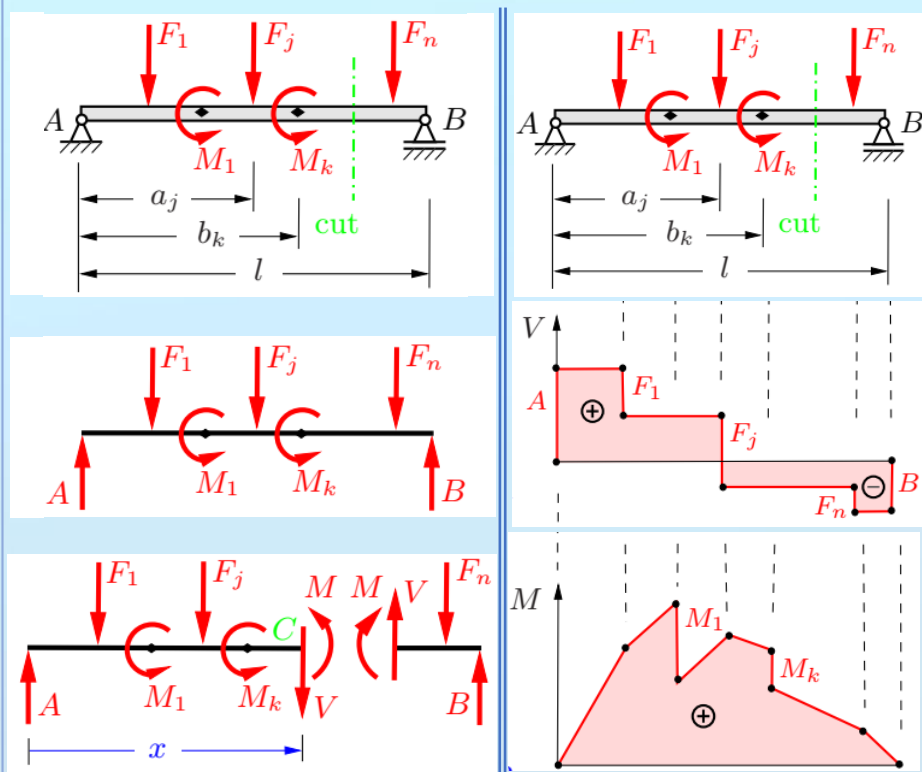 F₁ Fⱼ Fₙ
A B
M₁ Mₖ
aⱼ
bₖ cut
l
F₁ Fⱼ Fₙ
A M₁ Mₖ B
F₁ Fⱼ M M V Fₙ
C
A M₁ Mₖ V B
x
F₁ Fⱼ Fₙ
A B
M₁ Mₖ
aⱼ
bₖ cut
l
V
A F₁
⊕ Fⱼ
Fₙ ⊖ B
M M₁
Mₖ
⊕